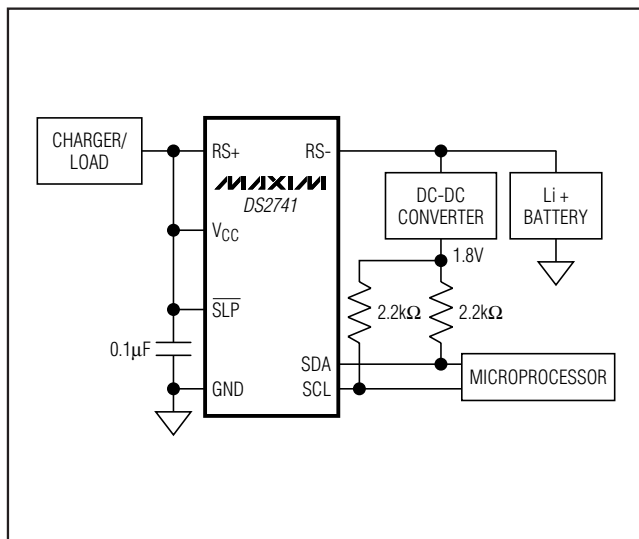 CHARGER/
LOAD
RS+
RS-
MAXIM
DS2741
DC-DC
CONVERTER
Li +
BATTERY
VCC
1.8V
SLP
2.2kΩ
2.2kΩ
0.1µF
SDA
GND
SCL
MICROPROCESSOR